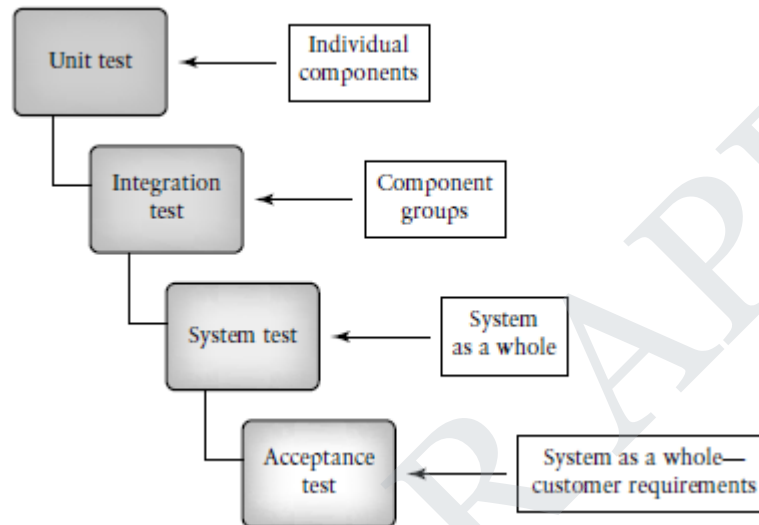 Unit test
Individual
components
Integration
test
Component
groups
System test
System
as a whole
Acceptance
test
System as a whole—
customer requirements